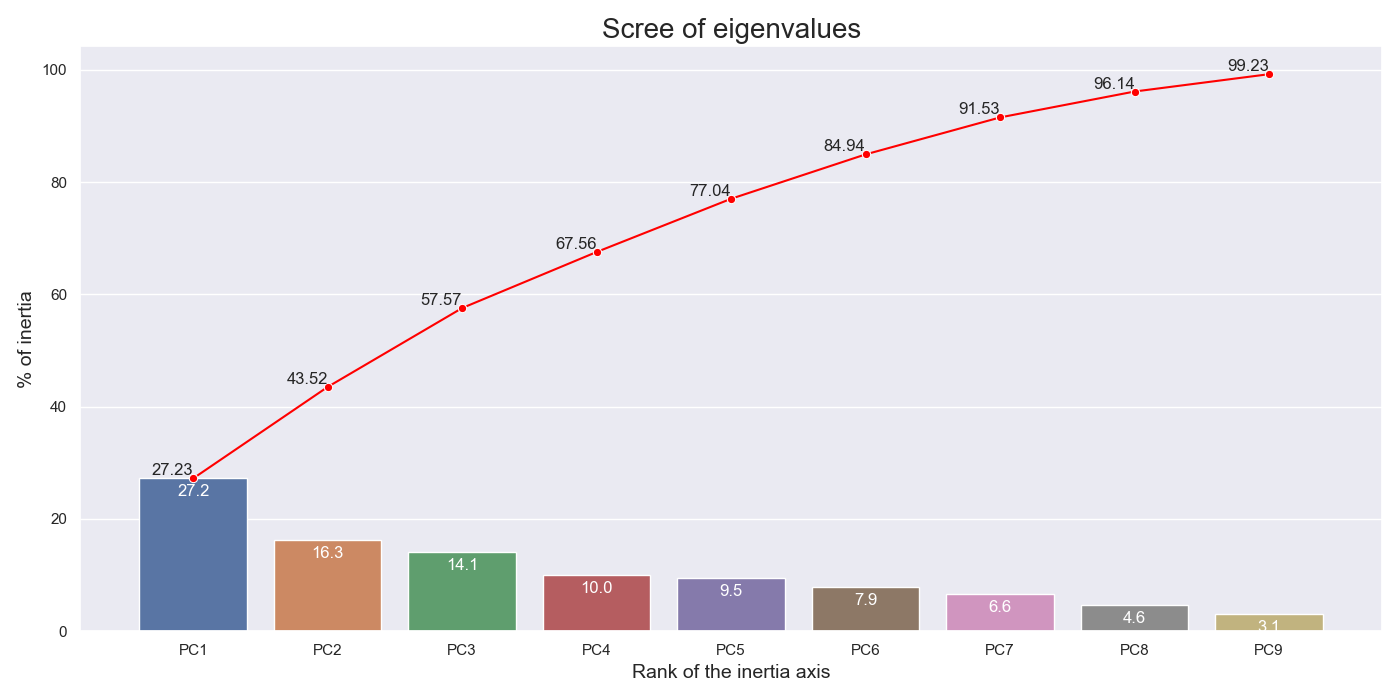 Scree of eigenvalues
% of inertia
100
80
60
40
20
0
27.23
43.52
57.57
67.56
77.04
84.94
91.53
96.14
99.23
27.2
16.3
14.1
10.0
9.5
7.9
6.6
4.6
3.1
PC1
PC2
PC3
PC4
PC5
PC6
PC7
PC8
PC9
Rank of the inertia axis